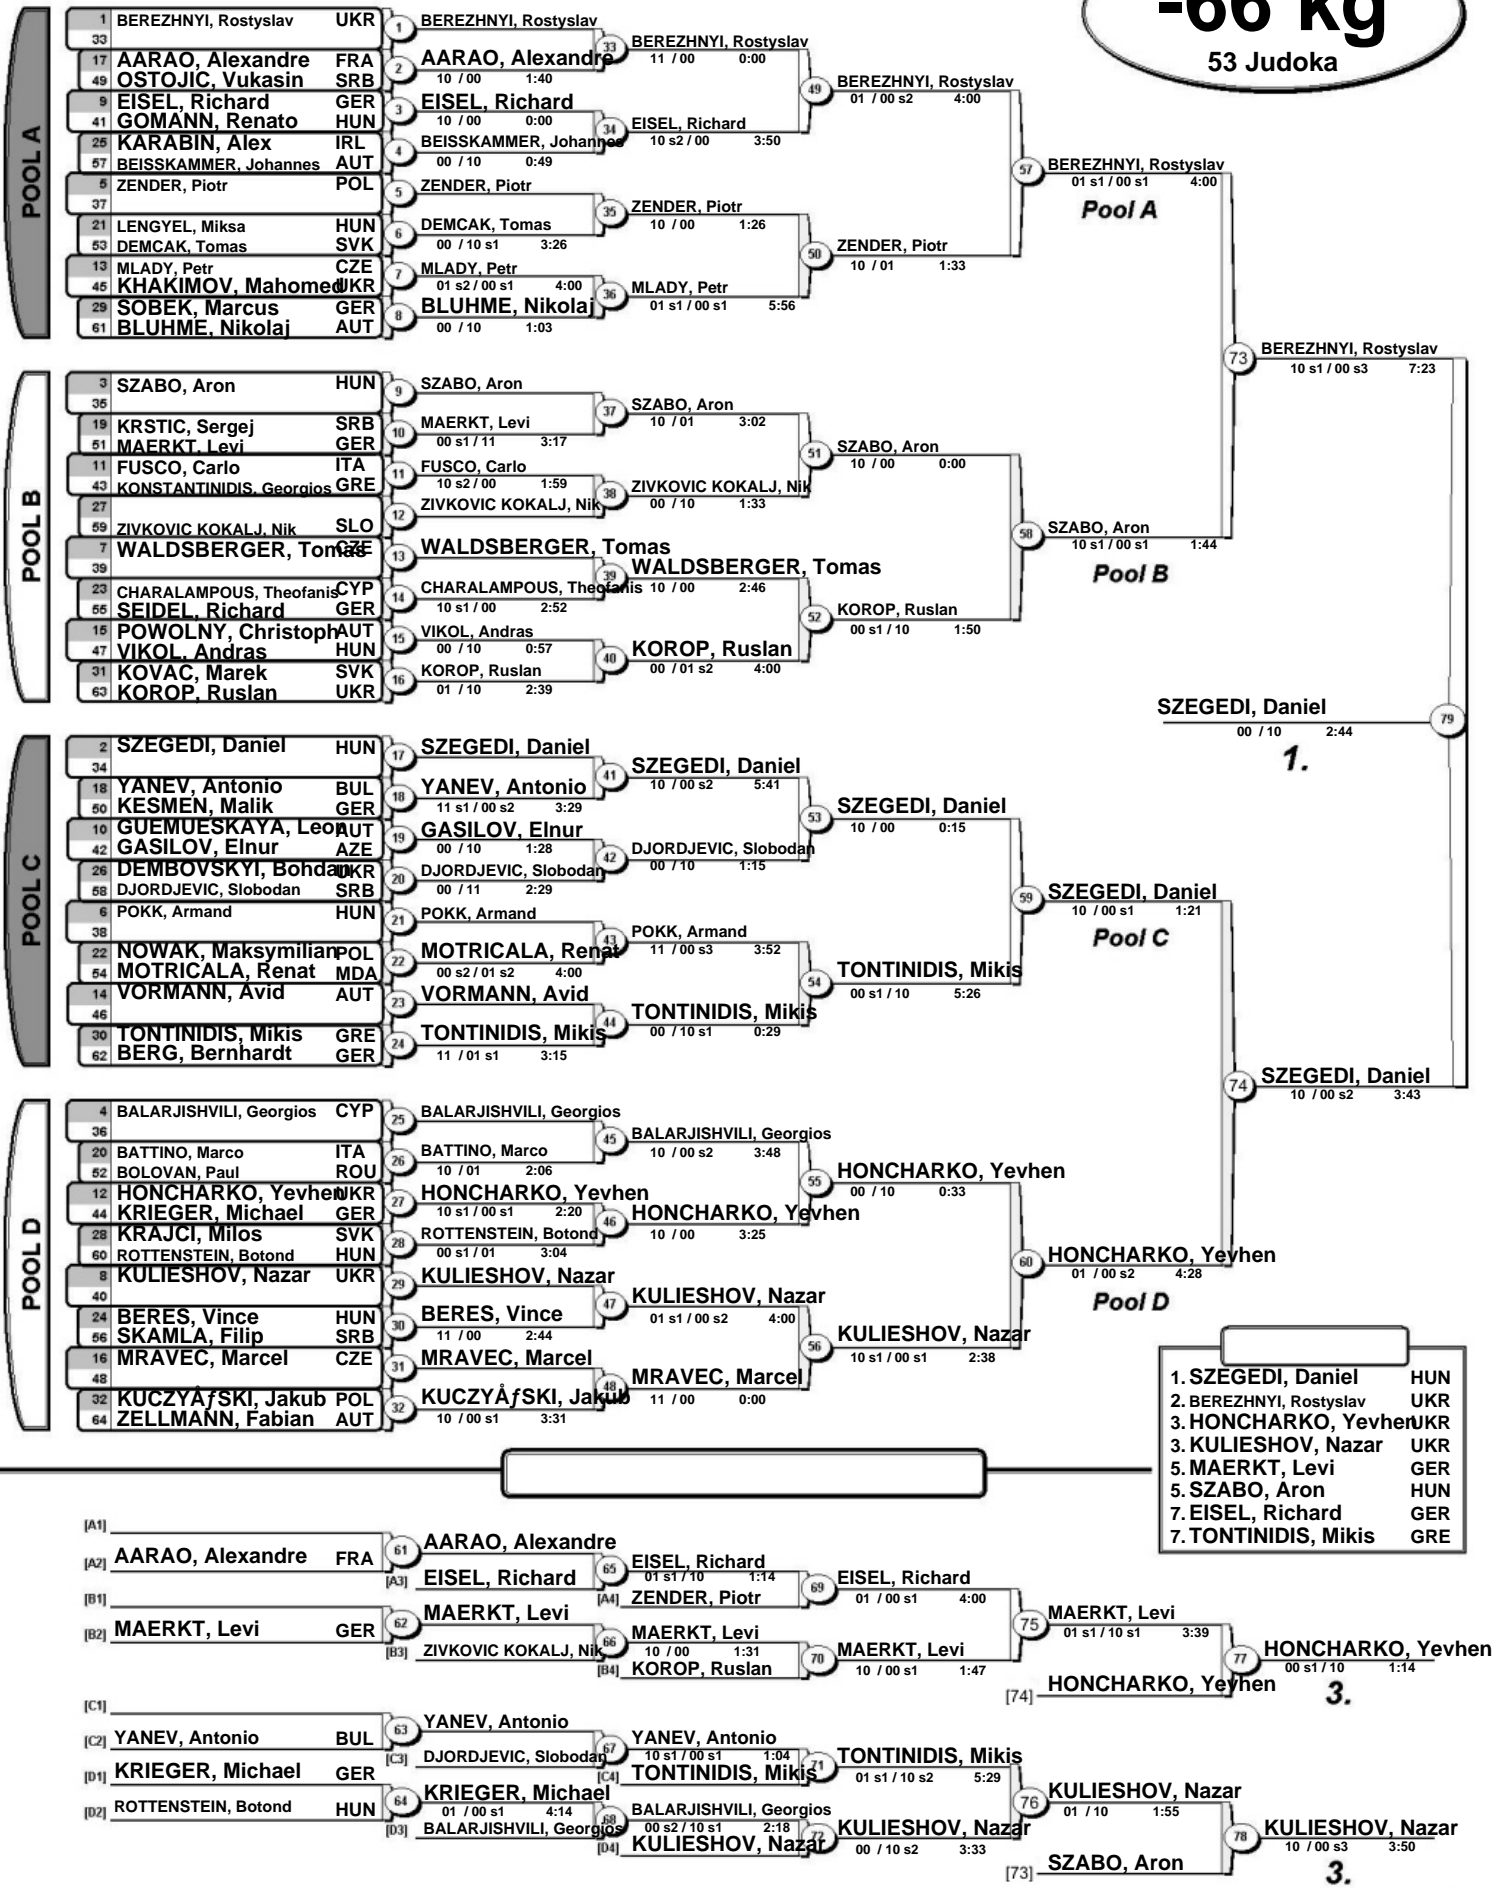 -66 kg
53 Judoka
POOL A
1 BEREZHNYI, Rostyslav UKR
33
17 AARAO, Alexandre FRA
49 OSTOJIC, Vukasin SRB
9 EISEL, Richard GER
41 GOMANN, Renato HUN
25 KARABIN, Alex IRL
57 BEISSKAMMER, Johannes AUT
5 ZENDER, Piotr POL
37
21 LENGYEL, Miksa HUN
53 DEMCAK, Tomas SVK
13 MLADY, Petr CZE
45 KHAKIMOV, Mahomed UKR
29 SOBEK, Marcus GER
61 BLUHME, Nikolaj AUT
1 BEREZHNYI, Rostyslav
2 AARAO, Alexandre
10 / 00 1:40
3 EISEL, Richard
10 / 00 0:00
4 BEISSKAMMER, Johannes
00 / 10 0:49
5 ZENDER, Piotr
6 DEMCAK, Tomas
00 / 10 s1 3:26
7 MLADY, Petr
01 s2 / 00 s1 4:00
8 BLUHME, Nikolaj
00 / 10 1:03
33 BEREZHNYI, Rostyslav
11 / 00 0:00
34 EISEL, Richard
10 s2 / 00 3:50
35 ZENDER, Piotr
10 / 00 1:26
36 MLADY, Petr
01 s1 / 00 s1 5:56
49 BEREZHNYI, Rostyslav
01 / 00 s2 4:00
50 ZENDER, Piotr
10 / 01 1:33
57 BEREZHNYI, Rostyslav
01 s1 / 00 s1 4:00
Pool A
POOL B
3 SZABO, Aron HUN
35
19 KRSTIC, Sergej SRB
51 MAERKT, Levi GER
11 FUSCO, Carlo ITA
43 KONSTANTINIDIS, Georgios GRE
27
59 ZIVKOVIC KOKALJ, Nik SLO
7 WALDSBERGER, Tomas CZE
39
23 CHARALAMPOUS, Theofanis CYP
55 SEIDEL, Richard GER
15 POWOLNY, Christoph AUT
47 VIKOL, Andras HUN
31 KOVAC, Marek SVK
63 KOROP, Ruslan UKR
9 SZABO, Aron
10 MAERKT, Levi
00 s1 / 11 3:17
11 FUSCO, Carlo
10 s2 / 00 1:59
12 ZIVKOVIC KOKALJ, Nik
13 WALDSBERGER, Tomas
14 CHARALAMPOUS, Theofanis
10 s1 / 00 2:52
15 VIKOL, Andras
00 / 10 0:57
16 KOROP, Ruslan
01 / 10 2:39
37 SZABO, Aron
10 / 01 3:02
38 ZIVKOVIC KOKALJ, Nik
00 / 10 1:33
39 WALDSBERGER, Tomas
10 / 00 2:46
40 KOROP, Ruslan
00 / 01 s2 4:00
51 SZABO, Aron
10 / 00 0:00
52 KOROP, Ruslan
00 s1 / 10 1:50
58 SZABO, Aron
10 s1 / 00 s1 1:44
Pool B
73 BEREZHNYI, Rostyslav
10 s1 / 00 s3 7:23
SZEGEDI, Daniel 79
00 / 10 2:44
1.
POOL C
2 SZEGEDI, Daniel HUN
34
18 YANEV, Antonio BUL
50 KESMEN, Malik GER
10 GUEMUESKAYA, Leon AUT
42 GASILOV, Elnur AZE
26 DEMBOVSKYI, Bohdan UKR
58 DJORDJEVIC, Slobodan SRB
6 POKK, Armand HUN
38
22 NOWAK, Maksymilian POL
54 MOTRICALA, Renat MDA
14 VORMANN, Avid AUT
46
30 TONTINIDIS, Mikis GRE
62 BERG, Bernhardt GER
17 SZEGEDI, Daniel
18 YANEV, Antonio
11 s1 / 00 s2 3:29
19 GASILOV, Elnur
00 / 10 1:28
20 DJORDJEVIC, Slobodan
00 / 11 2:29
21 POKK, Armand
22 MOTRICALA, Renat
00 s2 / 01 s2 4:00
23 VORMANN, Avid
24 TONTINIDIS, Mikis
11 / 01 s1 3:15
41 SZEGEDI, Daniel
10 / 00 s2 5:41
42 DJORDJEVIC, Slobodan
00 / 10 1:15
43 POKK, Armand
11 / 00 s3 3:52
44 TONTINIDIS, Mikis
00 / 10 s1 0:29
53 SZEGEDI, Daniel
10 / 00 0:15
54 TONTINIDIS, Mikis
00 s1 / 10 5:26
59 SZEGEDI, Daniel
10 / 00 s1 1:21
Pool C
74 SZEGEDI, Daniel
10 / 00 s2 3:43
POOL D
4 BALARJISHVILI, Georgios CYP
36
20 BATTINO, Marco ITA
52 BOLOVAN, Paul ROU
12 HONCHARKO, Yevhen UKR
44 KRIEGER, Michael GER
28 KRAJCI, Milos SVK
60 ROTTENSTEIN, Botond HUN
8 KULIESHOV, Nazar UKR
40
24 BERES, Vince HUN
56 SKAMLA, Filip SRB
16 MRAVEC, Marcel CZE
48
32 KUCZYÅƒSKI, Jakub POL
64 ZELLMANN, Fabian AUT
25 BALARJISHVILI, Georgios
26 BATTINO, Marco
10 / 01 2:06
27 HONCHARKO, Yevhen
10 s1 / 00 s1 2:20
28 ROTTENSTEIN, Botond
00 s1 / 01 3:04
29 KULIESHOV, Nazar
30 BERES, Vince
11 / 00 2:44
31 MRAVEC, Marcel
32 KUCZYÅƒSKI, Jakub
10 / 00 s1 3:31
45 BALARJISHVILI, Georgios
10 / 00 s2 3:48
46 HONCHARKO, Yevhen
10 / 00 3:25
47 KULIESHOV, Nazar
01 s1 / 00 s2 4:00
48 MRAVEC, Marcel
11 / 00 0:00
55 HONCHARKO, Yevhen
00 / 10 0:33
56 KULIESHOV, Nazar
10 s1 / 00 s1 2:38
60 HONCHARKO, Yevhen
01 / 00 s2 4:28
Pool D
1. SZEGEDI, Daniel HUN
2. BEREZHNYI, Rostyslav UKR
3. HONCHARKO, Yevhen UKR
3. KULIESHOV, Nazar UKR
5. MAERKT, Levi GER
5. SZABO, Aron HUN
7. EISEL, Richard GER
7. TONTINIDIS, Mikis GRE
[A1]
[A2] AARAO, Alexandre FRA
[B1]
[B2] MAERKT, Levi GER
[C1]
[C2] YANEV, Antonio BUL
[D1] KRIEGER, Michael GER
[D2] ROTTENSTEIN, Botond HUN
61 AARAO, Alexandre
[A3] EISEL, Richard
62 MAERKT, Levi
[B3] ZIVKOVIC KOKALJ, Nik
63 YANEV, Antonio
[C3] DJORDJEVIC, Slobodan
64 KRIEGER, Michael
01 / 00 s1 4:14
[D3] BALARJISHVILI, Georgios
65 EISEL, Richard
01 s1 / 10 1:14
[A4] ZENDER, Piotr
66 MAERKT, Levi
10 / 00 1:31
[B4] KOROP, Ruslan
67 YANEV, Antonio
10 s1 / 00 s1 1:04
[C4] TONTINIDIS, Mikis
68 BALARJISHVILI, Georgios
00 s2 / 10 s1 2:18
[D4] KULIESHOV, Nazar
69 EISEL, Richard
01 / 00 s1 4:00
70 MAERKT, Levi
10 / 00 s1 1:47
71 TONTINIDIS, Mikis
01 s1 / 10 s2 5:29
72 KULIESHOV, Nazar
00 / 10 s2 3:33
75 MAERKT, Levi
01 s1 / 10 s1 3:39
[74] HONCHARKO, Yevhen
76 KULIESHOV, Nazar
01 / 10 1:55
[73] SZABO, Aron
77 HONCHARKO, Yevhen
00 s1 / 10 1:14
3.
78 KULIESHOV, Nazar
10 / 00 s3 3:50
3.